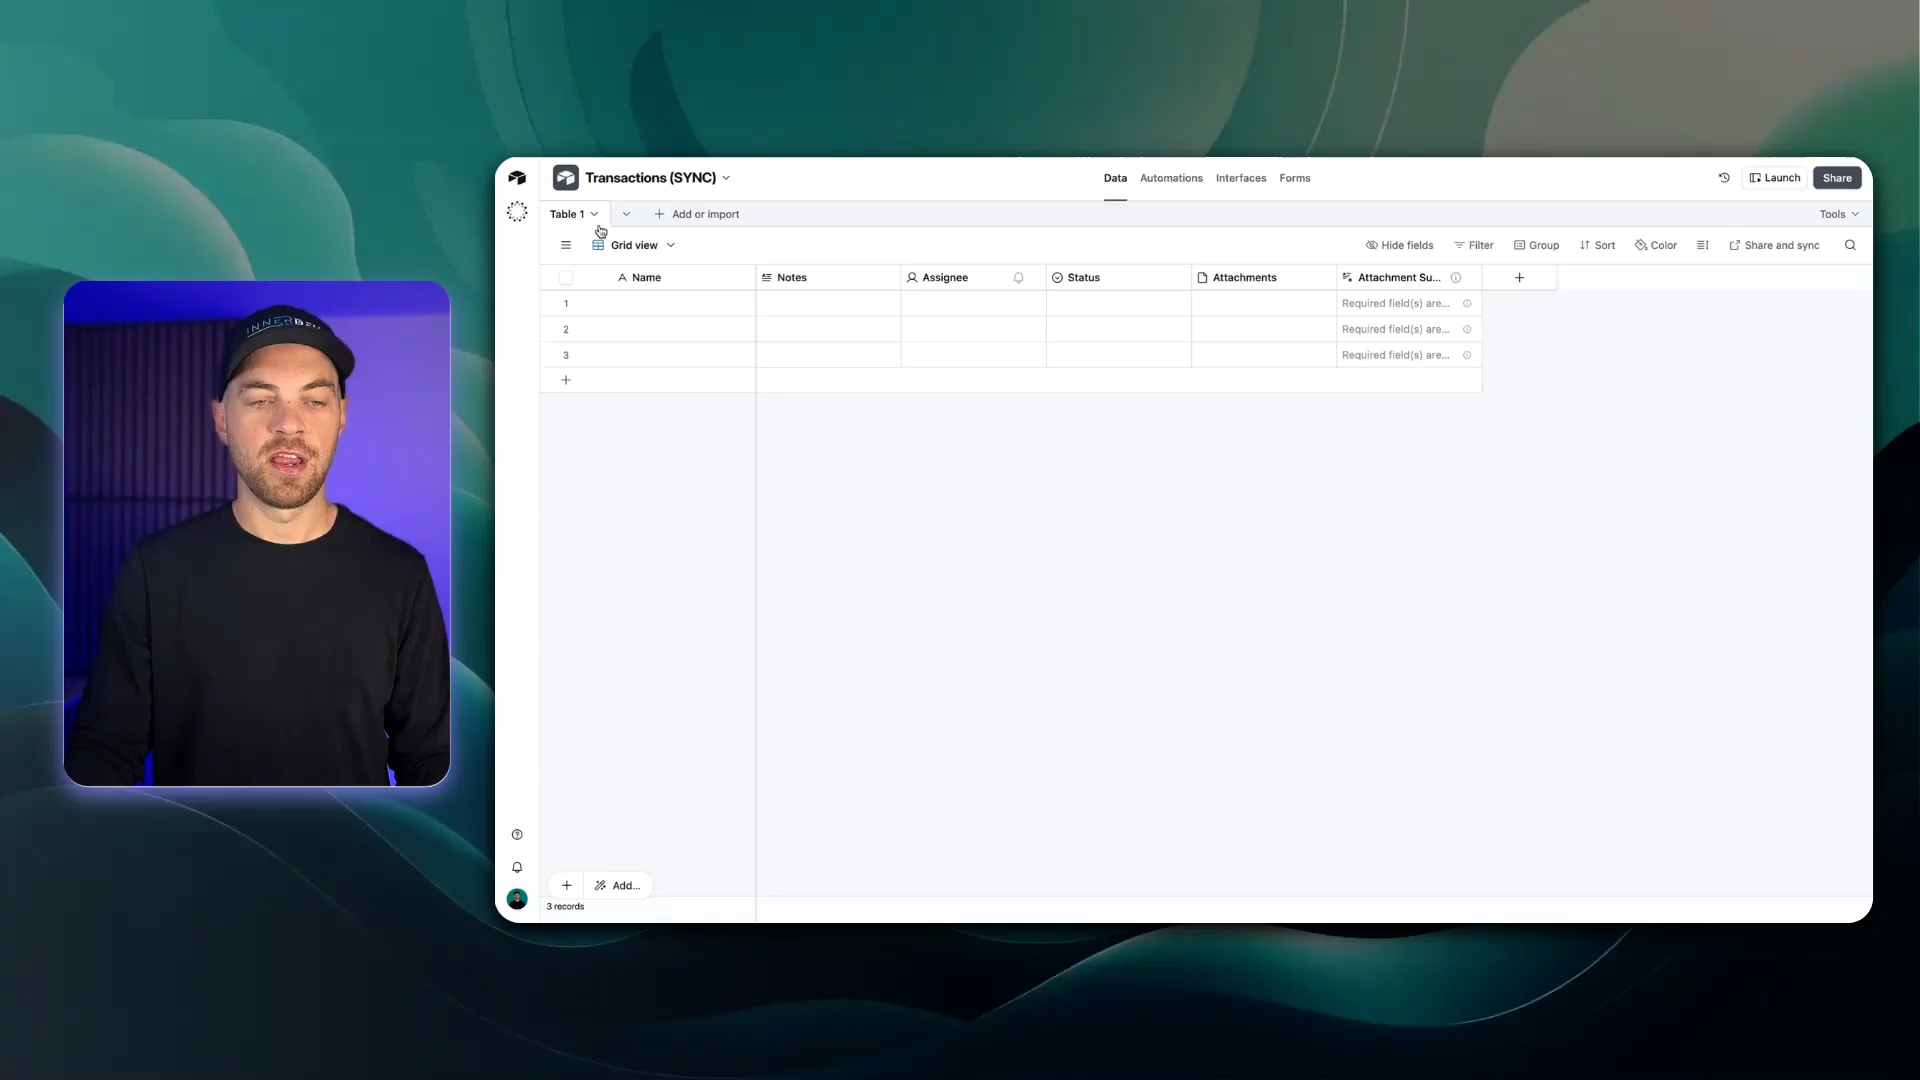 Transactions (SYNC)
Data
Automations
Interfaces
Forms
Launch
Share
Table 1
Add or import
Tools
Grid view
Hide fields
Filter
Group
Sort
Color
Share and sync
Name
Notes
Assignee
Status
Attachments
Attachment Su...
1
Required field(s) are...
2
Required field(s) are...
3
Required field(s) are...
Add...
3 records